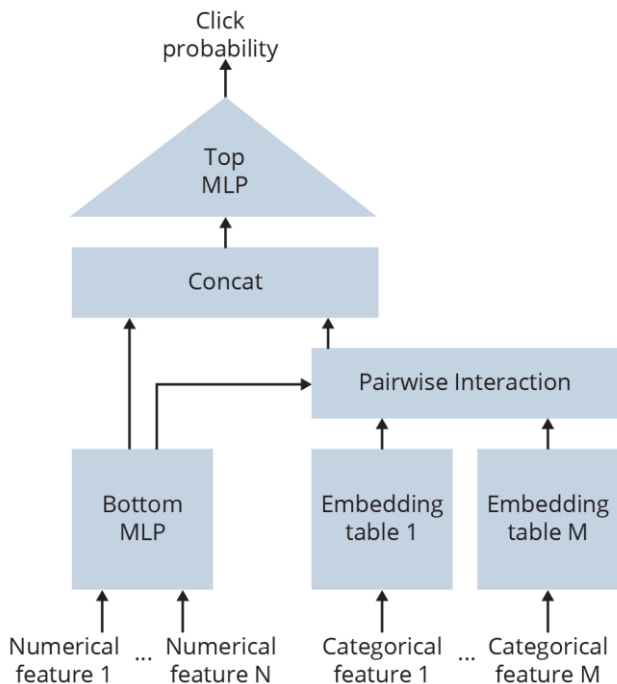 Click
probability
Top
MLP
Concat
Pairwise Interaction
Bottom
MLP
Embedding
table 1
Embedding
table M
Numerical
feature 1
...
Numerical
feature N
Categorical
feature 1
...
Categorical
feature M